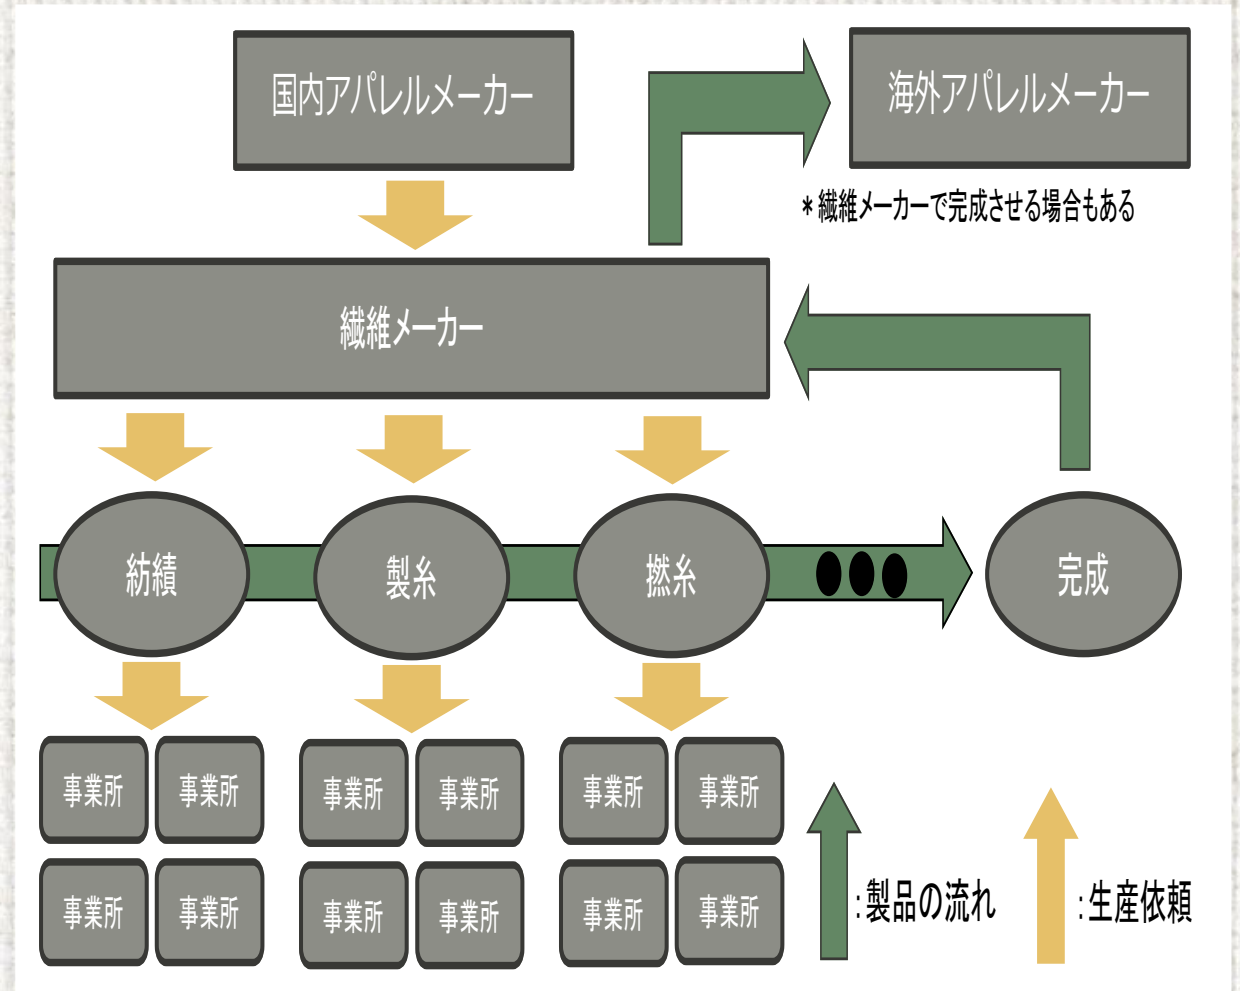 国内アパレルメーカー
海外アパレルメーカー
*繊維メーカーで完成させる場合もある
繊維メーカー
紡績
製糸
撚糸
完成
事業所
事業所
事業所
事業所
事業所
事業所
事業所
事業所
事業所
事業所
事業所
事業所
:製品の流れ
:生産依頼